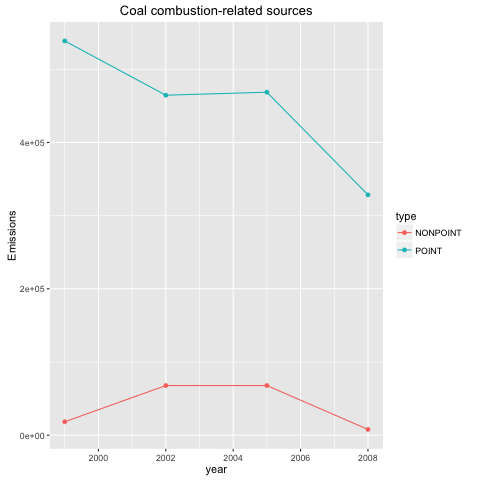 Coal combustion-related sources
Emissions
4e+05
2e+05
0e+00
2000 2002 2004 2006 2008
year
type
NONPOINT
POINT